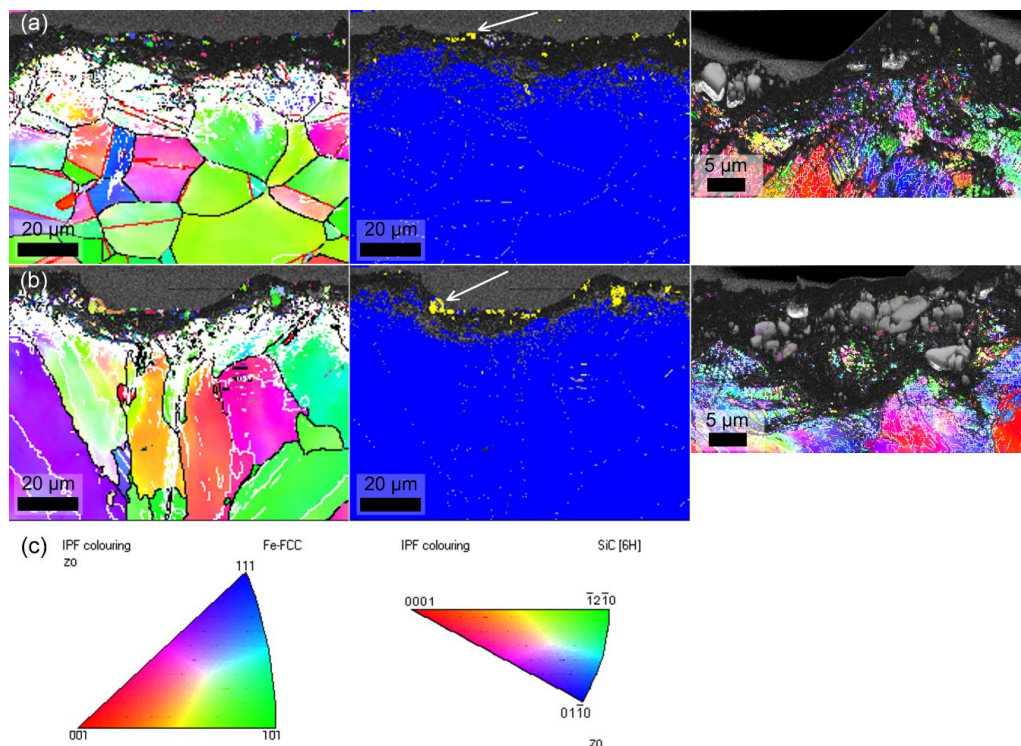 (a)
20 µm
20 µm
5 µm
(b)
20 µm
20 µm
5 µm
(c)
IPF colouring Fe-FCC
Z0
111
001 101
IPF colouring SiC [6H]
0001 1̅21̅0
011̅0
Z0